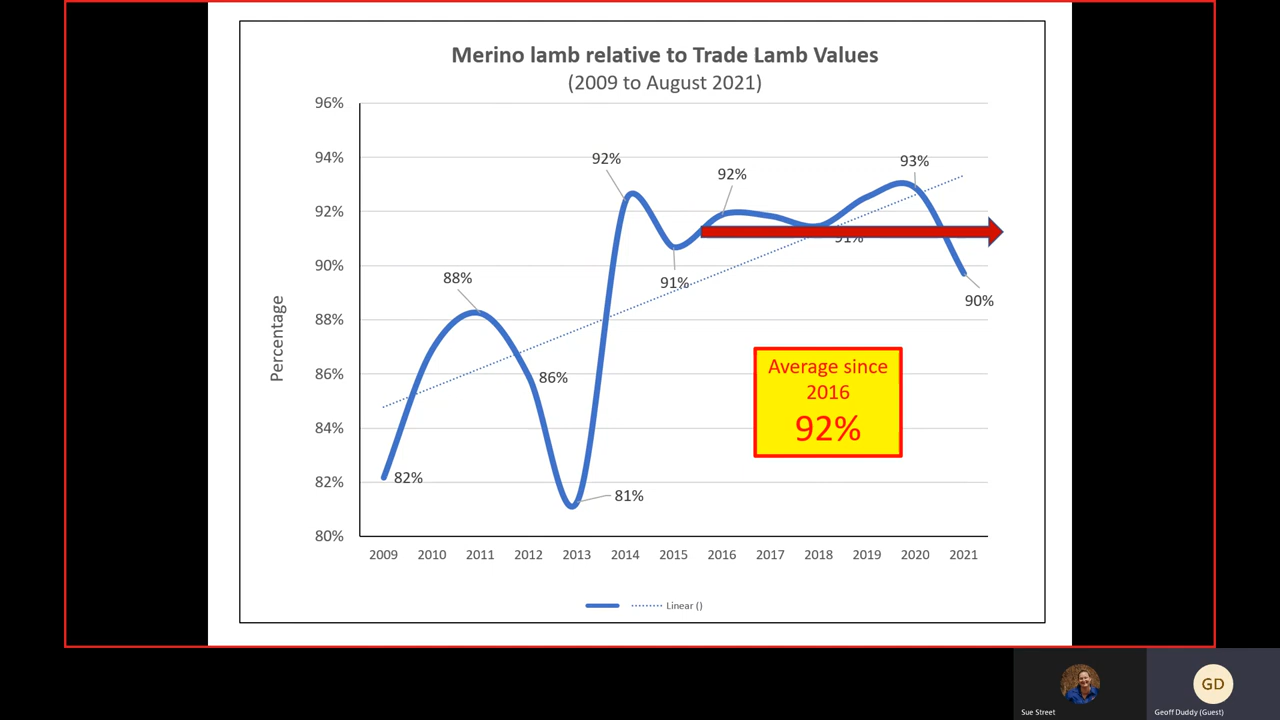 Merino lamb relative to Trade Lamb Values
(2009 to August 2021)
96%
94%
92%
90%
88%
86%
84%
82%
80%
Percentage
82%
88%
86%
81%
92%
91%
92%
91%
93%
90%
Average since
2016
92%
2009 2010 2011 2012 2013 2014 2015 2016 2017 2018 2019 2020 2021
Linear ()
Sue Street
GD
Geoff Duddy (Guest)